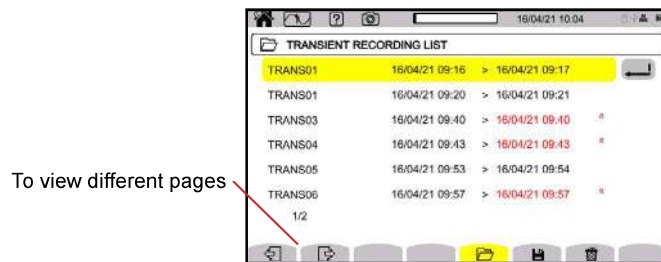 16/04/21 10:04
TRANSIENT RECORDING LIST
TRANS01 16/04/21 09:16 > 16/04/21 09:17
TRANS01 16/04/21 09:20 > 16/04/21 09:21
TRANS03 16/04/21 09:40 > 16/04/21 09:40
TRANS04 16/04/21 09:43 > 16/04/21 09:43
TRANS05 16/04/21 09:53 > 16/04/21 09:54
To view different pages
TRANS06 16/04/21 09:57 > 16/04/21 09:57
1/2